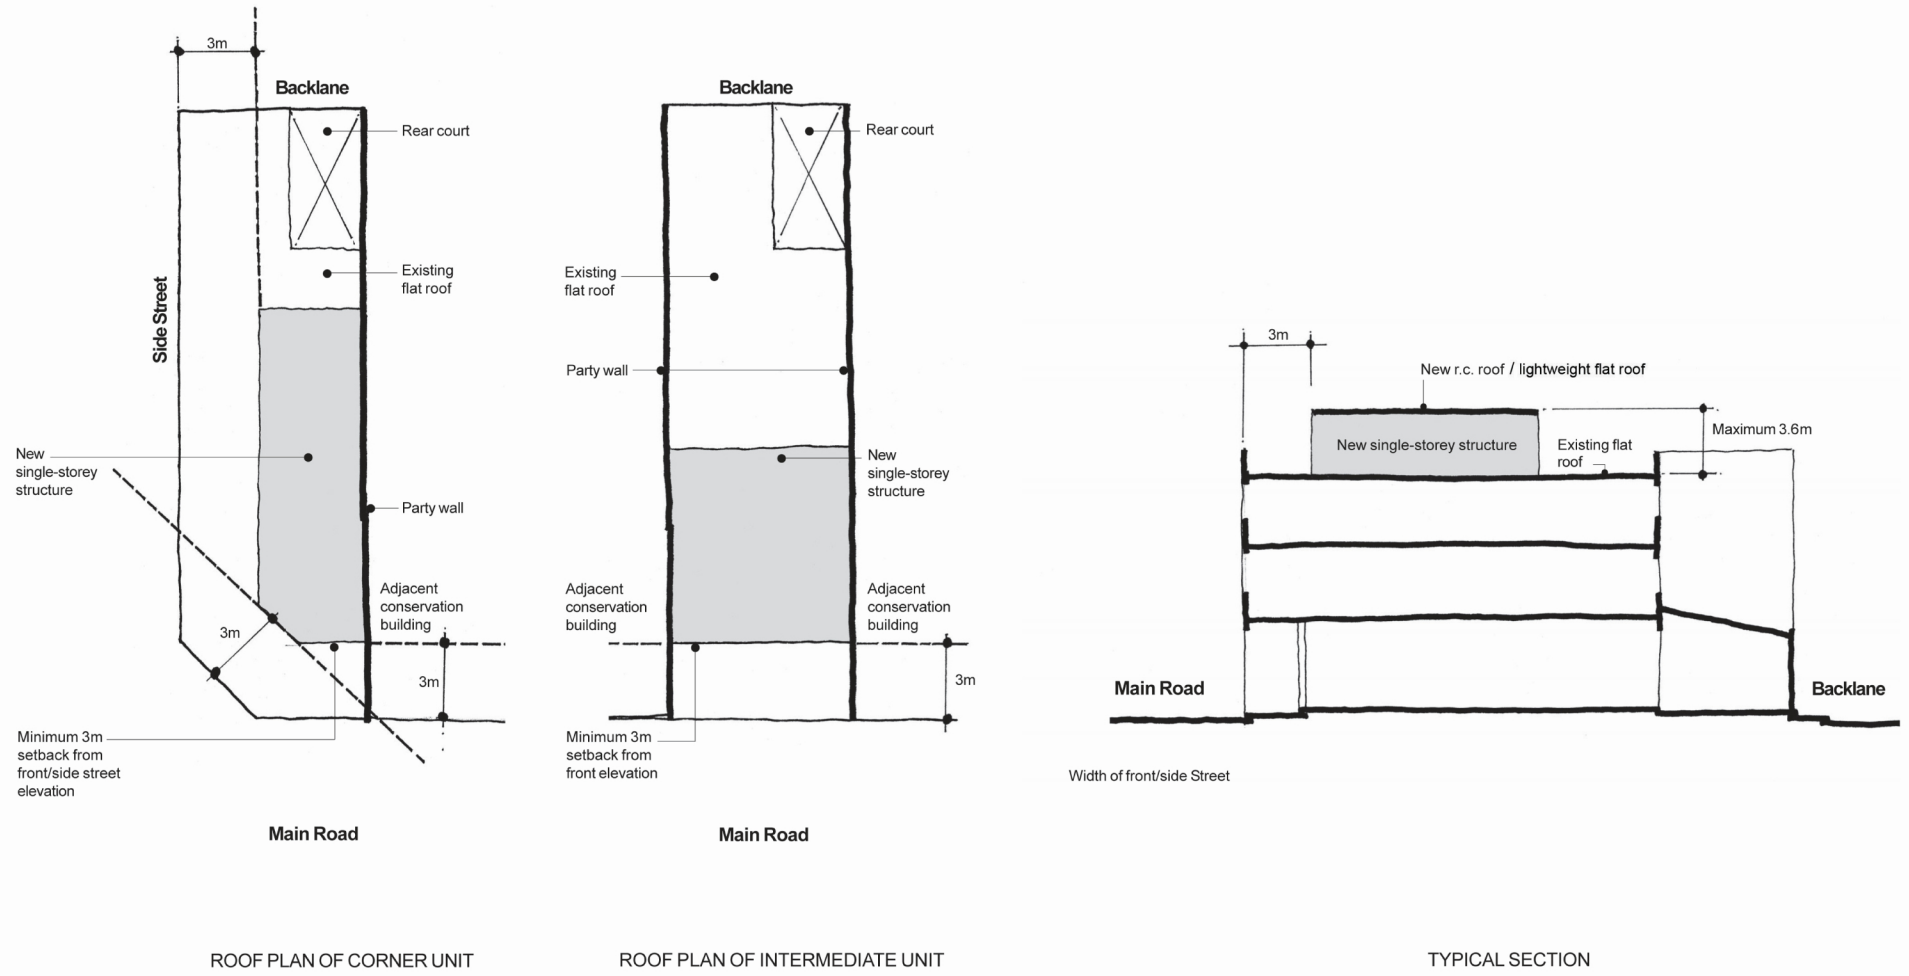 3m
Backlane
Rear court
Existing
flat roof
Side Street
New
single-storey
structure
Party wall
Adjacent
conservation
building
3m
3m
Minimum 3m
setback from
front/side street
elevation
Main Road
ROOF PLAN OF CORNER UNIT
Backlane
Rear court
Existing
flat roof
Party wall
New
single-storey
structure
Adjacent
conservation
building
Adjacent
conservation
building
3m
Minimum 3m
setback from
front elevation
Main Road
ROOF PLAN OF INTERMEDIATE UNIT
3m
New r.c. roof / lightweight flat roof
Maximum 3.6m
New single-storey structure
Existing flat
roof
Main Road
Backlane
Width of front/side Street
TYPICAL SECTION